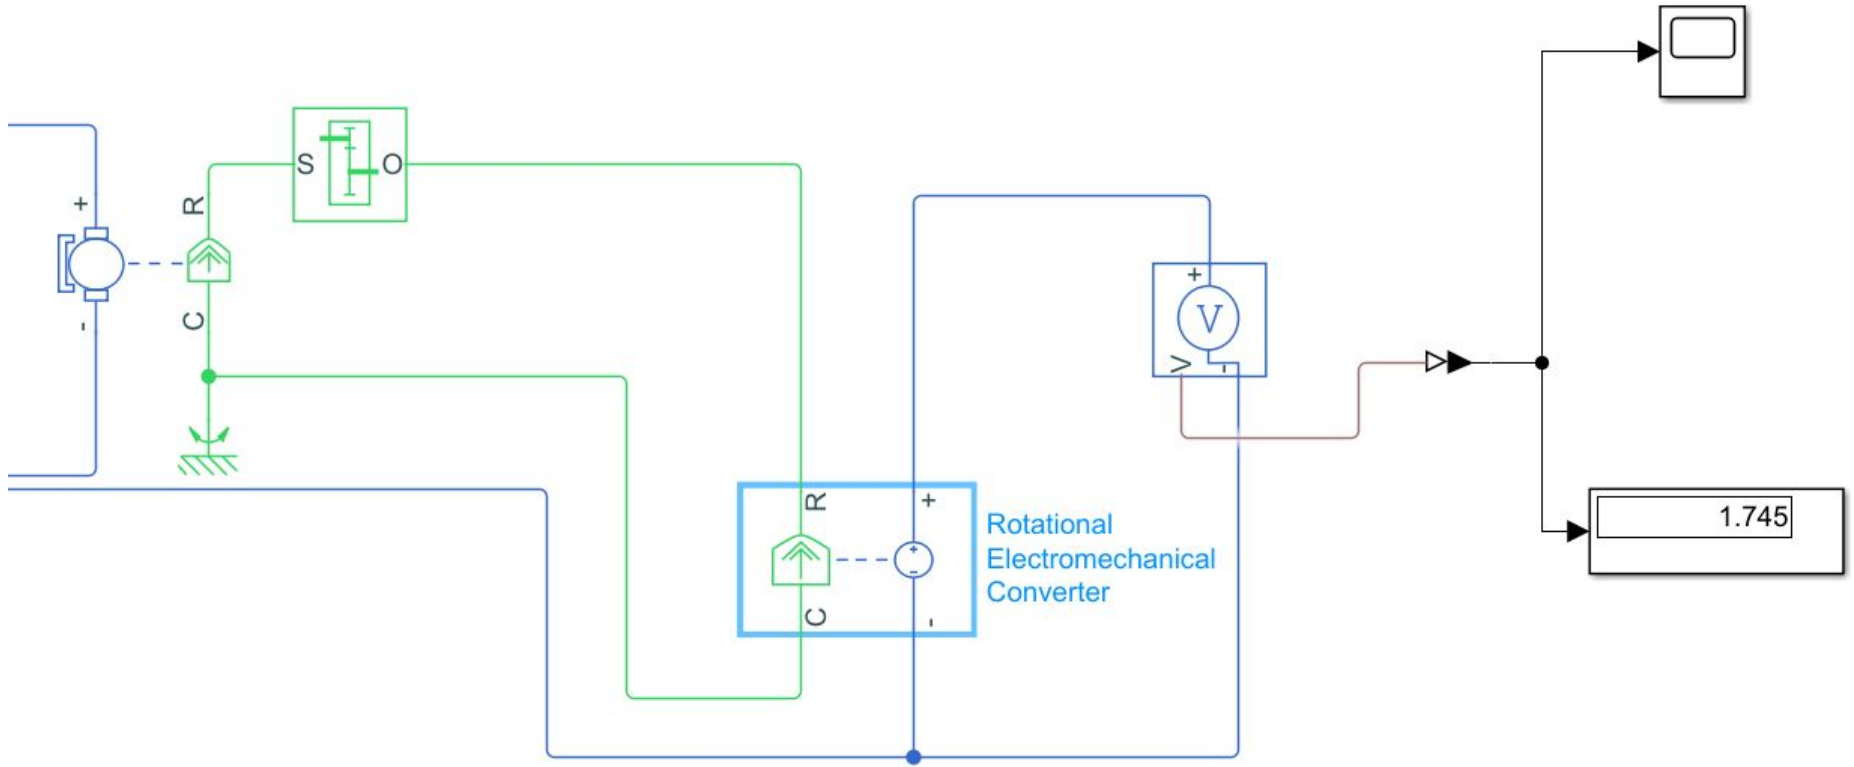 +
R
C
-
S
O
R
+
C
-
Rotational
Electromechanical
Converter
+
V
V
-
1.745